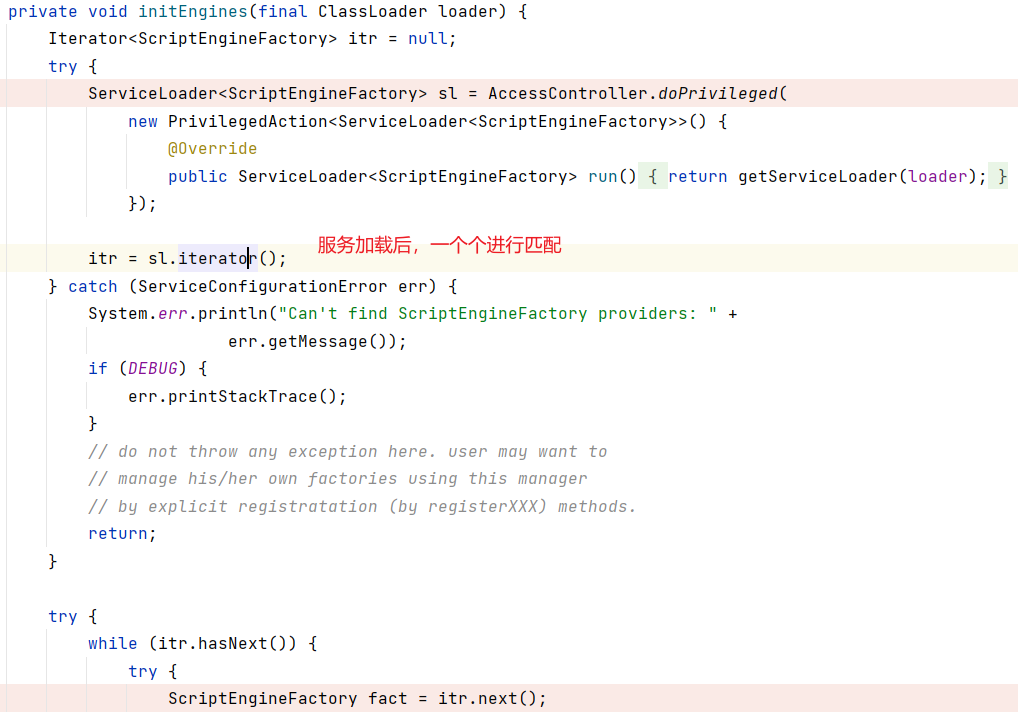 private void initEngines(final ClassLoader loader) {
Iterator<ScriptEngineFactory> itr = null;
try {
ServiceLoader<ScriptEngineFactory> sl = AccessController.doPrivileged(
new PrivilegedAction<ServiceLoader<ScriptEngineFactory>>() {
@Override
public ServiceLoader<ScriptEngineFactory> run() { return getServiceLoader(loader); }
});
服务加载后，一个个进行匹配
itr = sl.iterator();
} catch (ServiceConfigurationError err) {
System.err.println("Can't find ScriptEngineFactory providers: " +
err.getMessage());
if (DEBUG) {
err.printStackTrace();
}
// do not throw any exception here. user may want to
// manage his/her own factories using this manager
// by explicit registratation (by registerXXX) methods.
return;
}
try {
while (itr.hasNext()) {
try {
ScriptEngineFactory fact = itr.next();